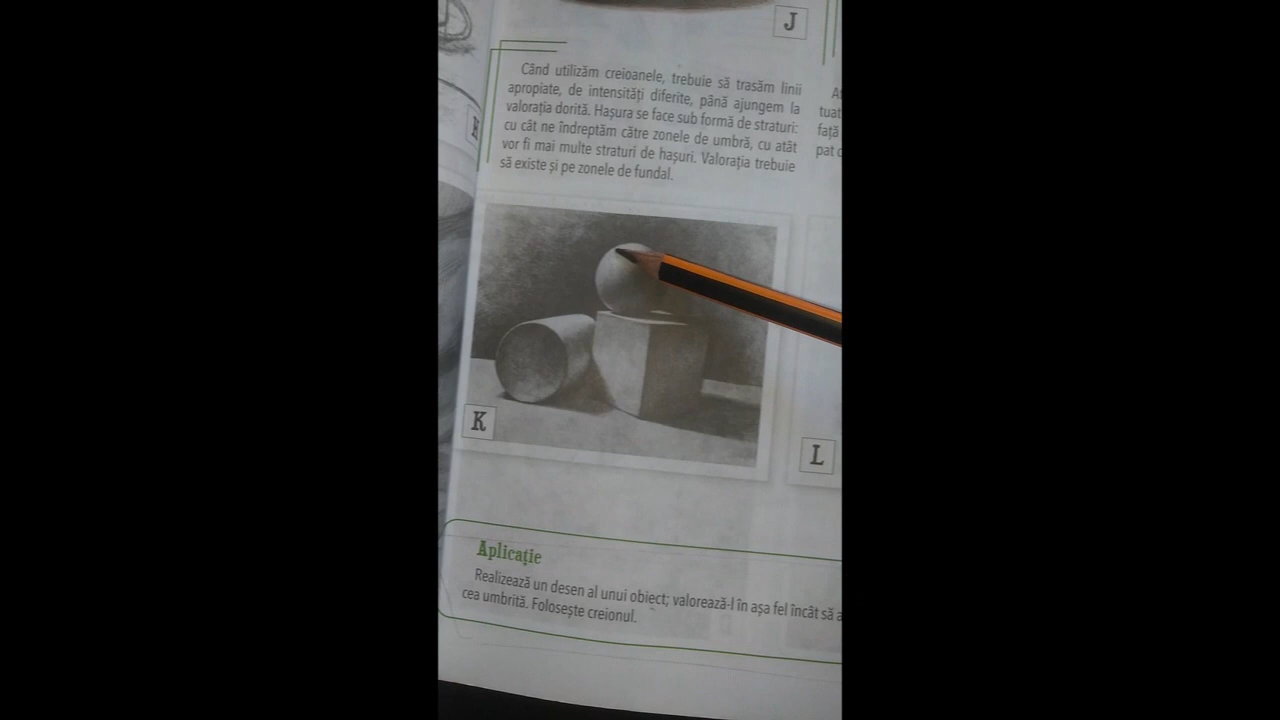 J
Când utilizăm creioanele, trebuie să trasăm linii
apropiate, de intensități diferite, până ajungem la
valorația dorită. Hașura se face sub formă de straturi:
cu cât ne îndreptăm către zonele de umbră, cu atât
vor fi mai multe straturi de hașuri. Valorația trebuie
să existe și pe zonele de fundal.
K
L
Aplicație
Realizează un desen al unui obiect; valorează-l în așa fel încât să
cea umbrită. Folosește creionul.